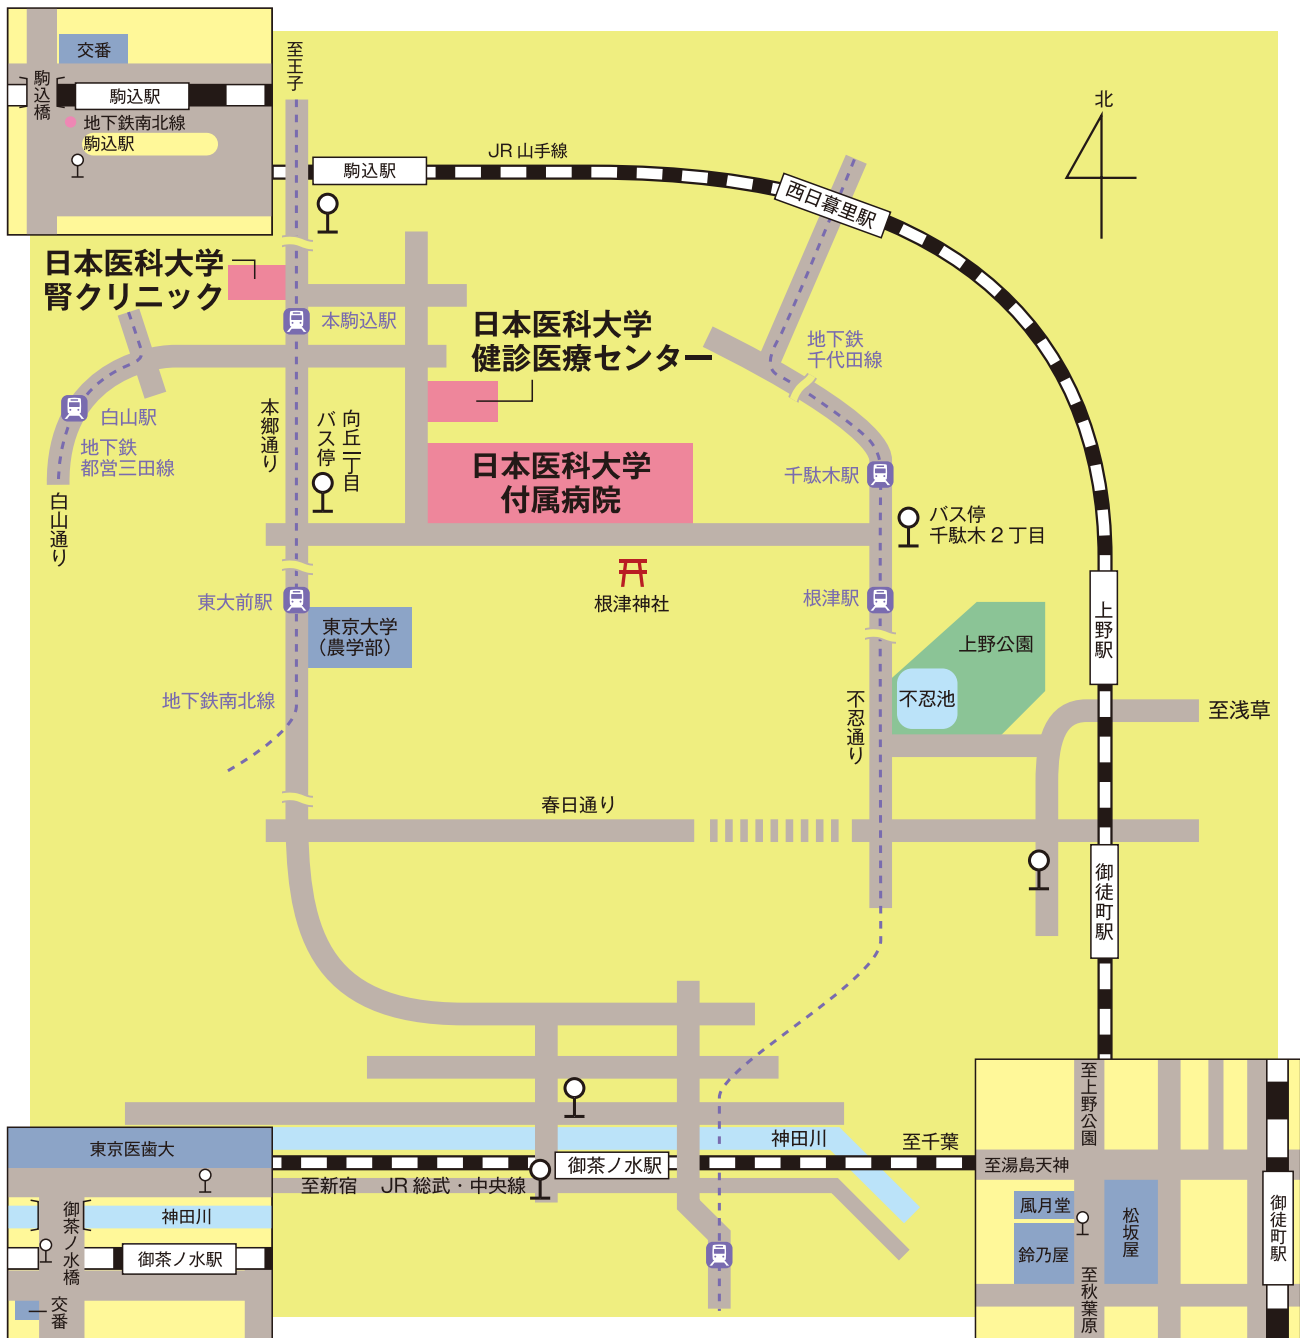 交番
駒込橋
駒込駅
地下鉄南北線
駒込駅
至王子
駒込駅
JR 山手線
西日暮里駅
北
日本医科大学
腎クリニック
本駒込駅
日本医科大学
健診医療センター
地下鉄
千代田線
白山駅
地下鉄
都営三田線
白山通り
本郷通り
向丘一丁目
バス停
日本医科大学
付属病院
千駄木駅
バス停
千駄木 2 丁目
東大前駅
東京大学
（農学部）
根津神社
根津駅
上野公園
不忍池
上野駅
地下鉄南北線
不忍通り
至浅草
春日通り
御徒町駅
神田川
至千葉
御茶ノ水駅
至新宿
JR 総武・中央線
東京医歯大
御茶ノ水橋
神田川
御茶ノ水駅
交番
至上野公園
至湯島天神
風月堂
鈴乃屋
松坂屋
御徒町駅
至秋葉原